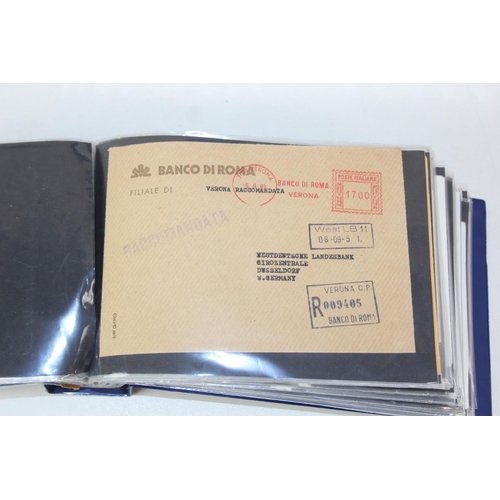 BANCO DI ROMA
FILIALE DI
VERONA RACCOMANDATA
RACCOMANDATA
VERONA
BANCO DI ROMA
VERONA
POSTE ITALIANE
1700
West LB 11
WESTDEUTSCHE LANDESBANK
GIROZENTRALE
DUSSELDORF
W.GERMANY
VERONA C.P.
R 009405
BANCO DI ROMA